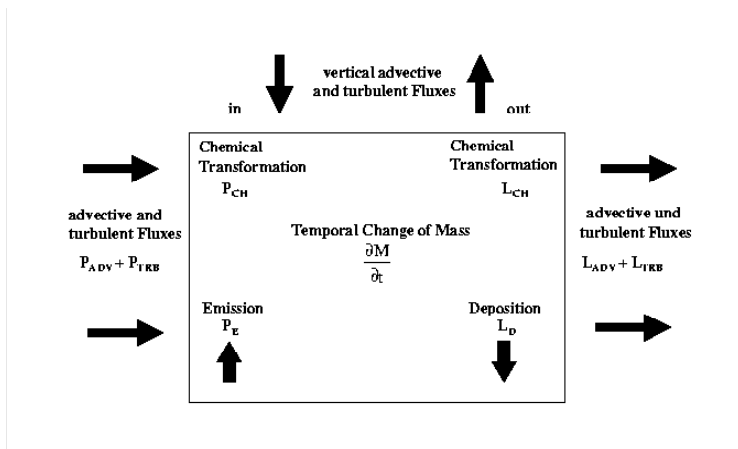 vertical advective
and turbulent Fluxes
in
out
Chemical
Transformation
P_CH
Chemical
Transformation
L_CH
advective and
turbulent Fluxes
P_ADV + P_TRB
Temporal Change of Mass
∂M
∂t
advective und
turbulent Fluxes
L_ADV + L_TRB
Emission
P_E
Deposition
L_D